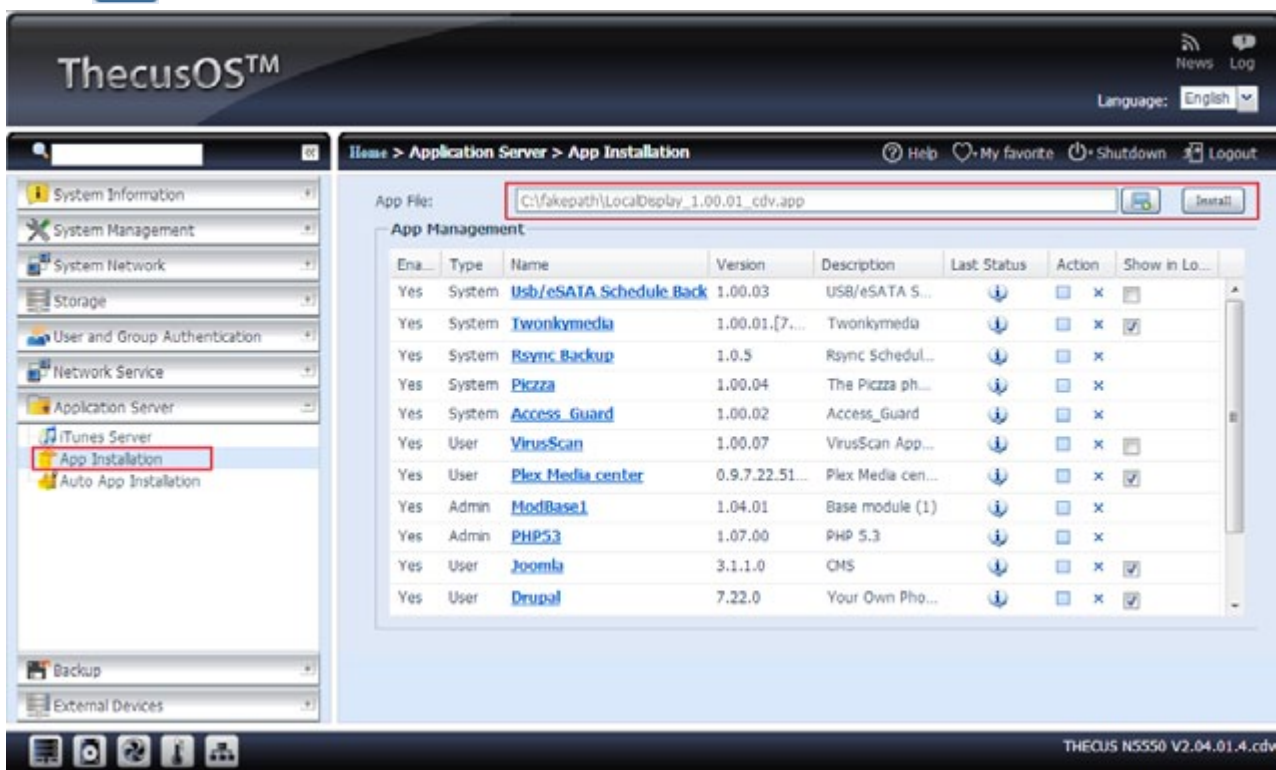 ThecusOS™
News Log
Language: English
Home > Application Server > App Installation Help My favorite Shutdown Logout
System Information
System Management
System Network
Storage
User and Group Authentication
Network Service
Application Server
iTunes Server
App Installation
Auto App Installation
Backup
External Devices
App File: C:\fakepath\LocalDisplay_1.00.01_cdv.app Install
App Management
Ena... Type Name Version Description Last Status Action Show in Lo...
Yes System Usb/eSATA Schedule Back 1.00.03 USB/eSATA S...
Yes System Twonkymedia 1.00.01.[7.... Twonkymedia
Yes System Rsync Backup 1.0.5 Rsync Schedul...
Yes System Piczza 1.00.04 The Piczza ph...
Yes System Access_Guard 1.00.02 Access_Guard
Yes User VirusScan 1.00.07 VirusScan App...
Yes User Plex Media center 0.9.7.22.51... Plex Media cen...
Yes Admin ModBase1 1.04.01 Base module (1)
Yes Admin PHP53 1.07.00 PHP 5.3
Yes User Joomla 3.1.1.0 CMS
Yes User Drupal 7.22.0 Your Own Pho...
THECUS N5550 V2.04.01.4.cdv